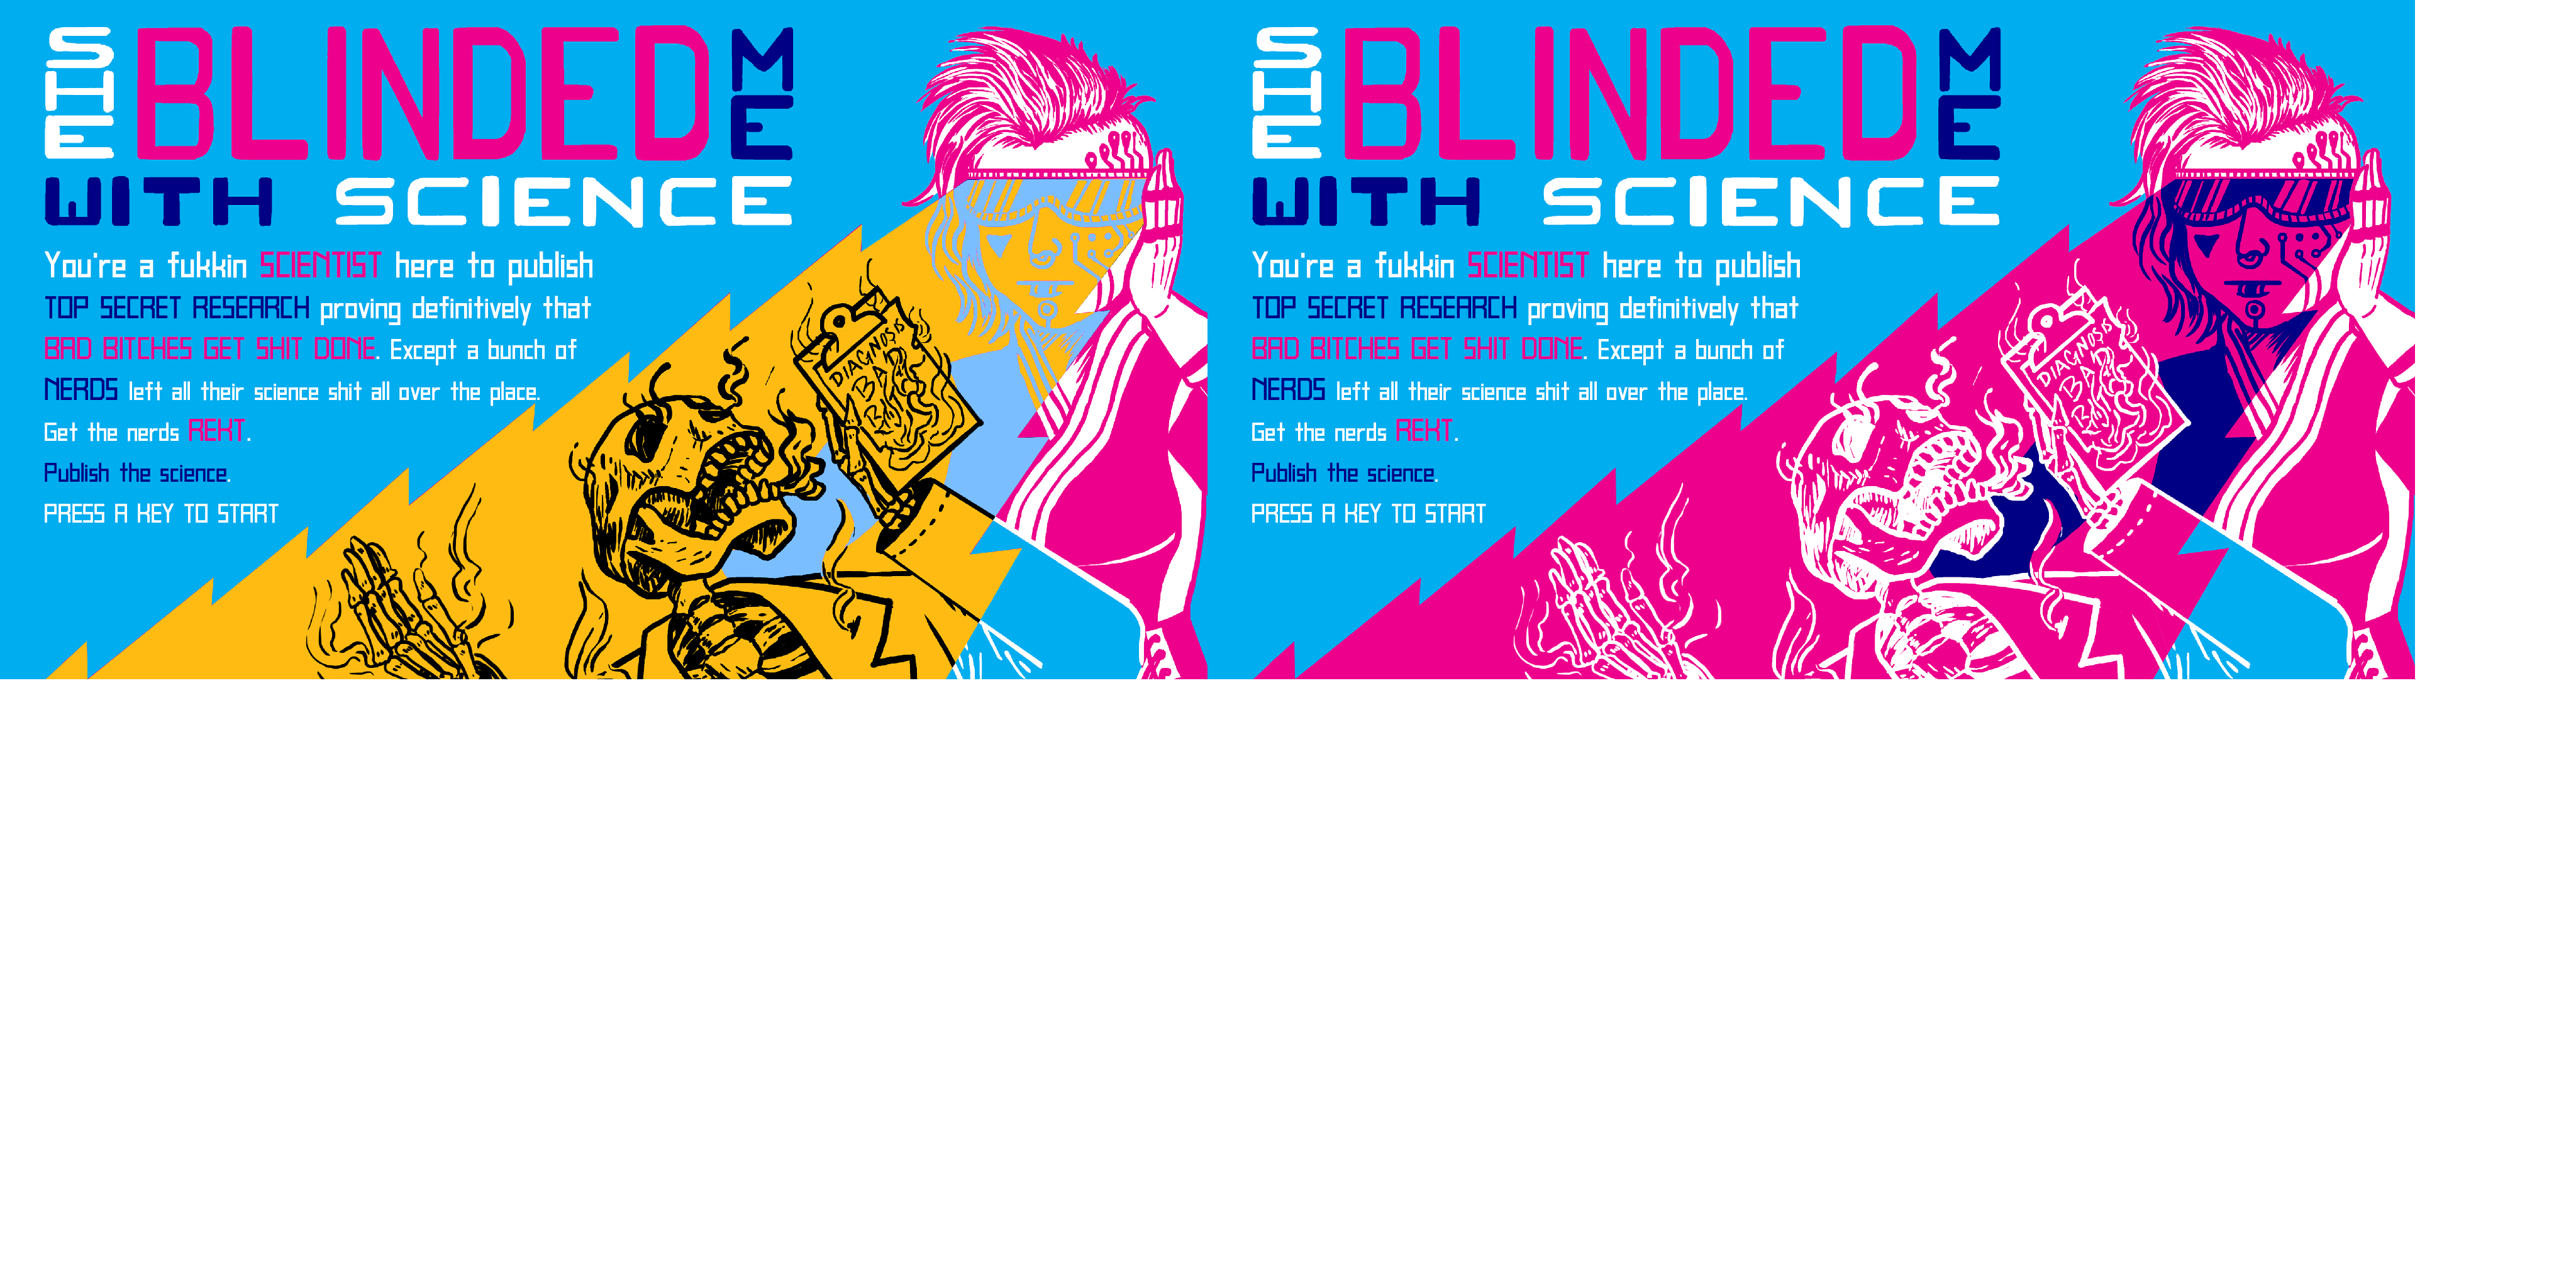 SHE BLINDED ME
WITH SCIENCE
You're a fukkin SCIENTIST here to publish
TOP SECRET RESEARCH proving definitively that
BAD BITCHES GET SHIT DONE. Except a bunch of
NERDS left all their science shit all over the place.
Get the nerds REKT.
Publish the science.
PRESS A KEY TO START
DIAGNOSIS
BAD
SHE BLINDED ME
WITH SCIENCE
You're a fukkin SCIENTIST here to publish
TOP SECRET RESEARCH proving definitively that
BAD BITCHES GET SHIT DONE. Except a bunch of
NERDS left all their science shit all over the place.
Get the nerds REKT.
Publish the science.
PRESS A KEY TO START
DIAGNOSIS
BAD